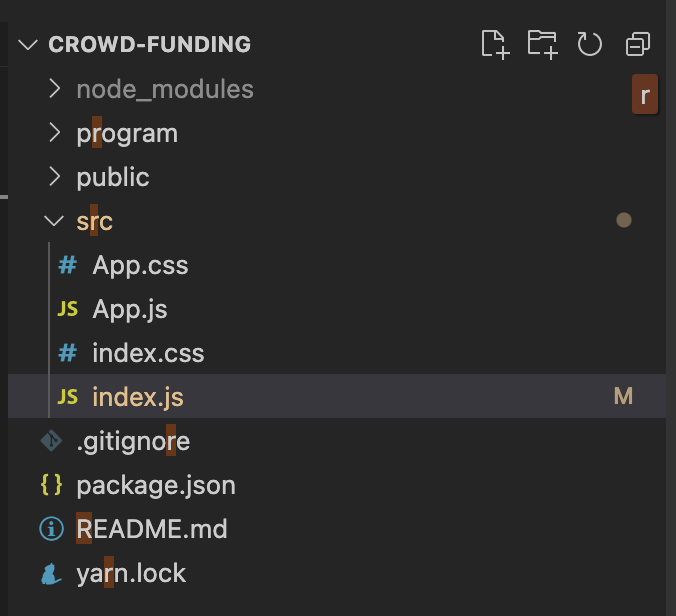 CROWD-FUNDING
node_modules
r
program
public
src
# App.css
JS App.js
# index.css
JS index.js M
.gitignore
{} package.json
README.md
yarn.lock